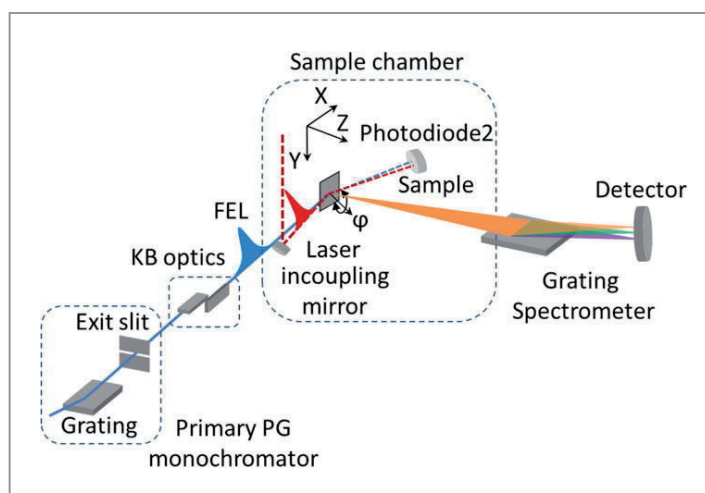 Sample chamber
X
Z
Y
Photodiode2
Sample
Detector
FEL
φ
KB optics
Laser
incoupling
mirror
Grating
Spectrometer
Exit slit
Grating
Primary PG
monochromator